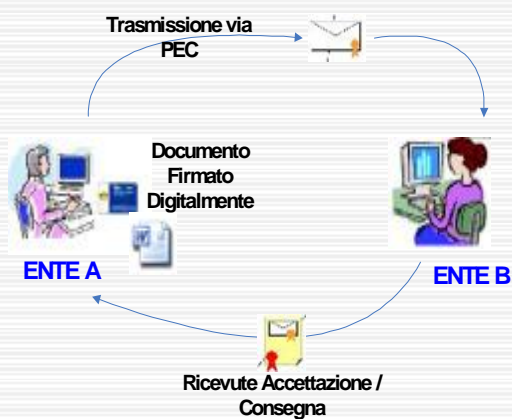 Trasmissione via
PEC
Documento
Firmato
Digitalmente
ENTE A
ENTE B
Ricevute Accettazione /
Consegna